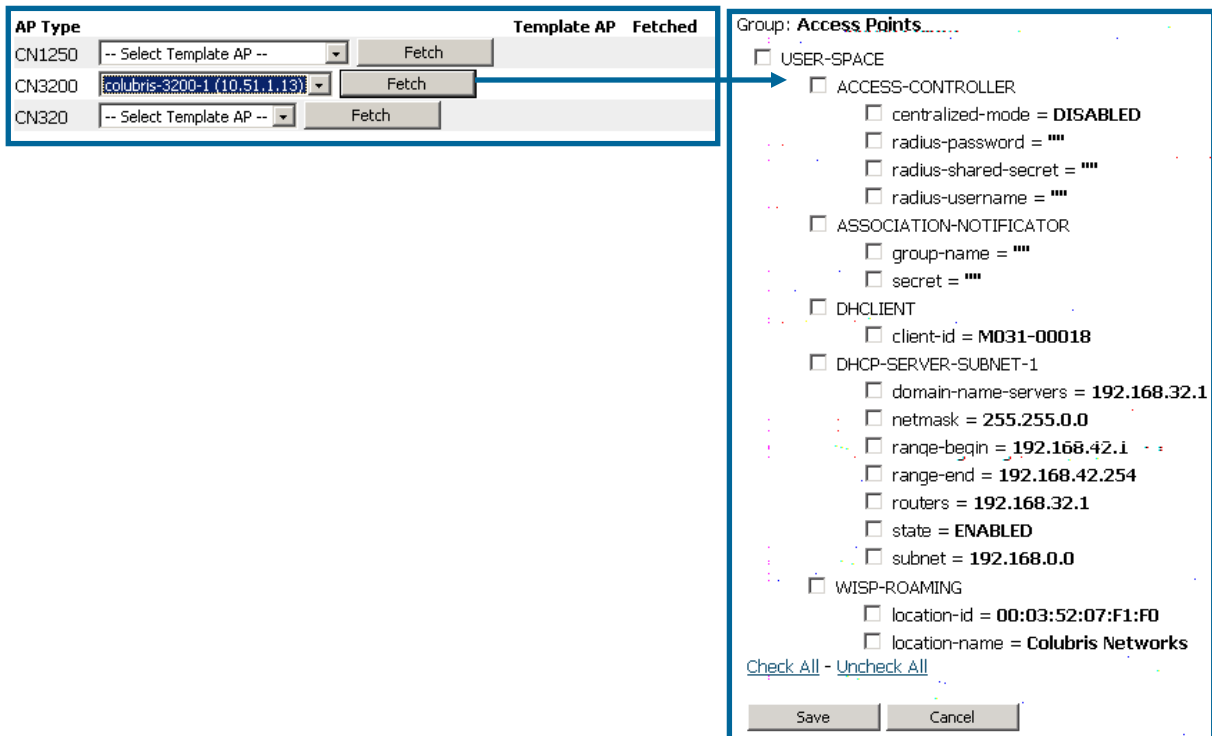 AP Type Template AP Fetched
CN1250 -- Select Template AP -- Fetch
CN3200 colubris-3200-1 (10.51.1.13) Fetch
CN320 -- Select Template AP -- Fetch
Group: Access Points
USER-SPACE
ACCESS-CONTROLLER
centralized-mode = DISABLED
radius-password = ""
radius-shared-secret = ""
radius-username = ""
ASSOCIATION-NOTIFICATOR
group-name = ""
secret = ""
DHCLIENT
client-id = M031-00018
DHCP-SERVER-SUBNET-1
domain-name-servers = 192.168.32.1
netmask = 255.255.0.0
range-begin = 192.168.42.1
range-end = 192.168.42.254
routers = 192.168.32.1
state = ENABLED
subnet = 192.168.0.0
WISP-ROAMING
location-id = 00:03:52:07:F1:F0
location-name = Colubris Networks
Check All - Uncheck All
Save Cancel